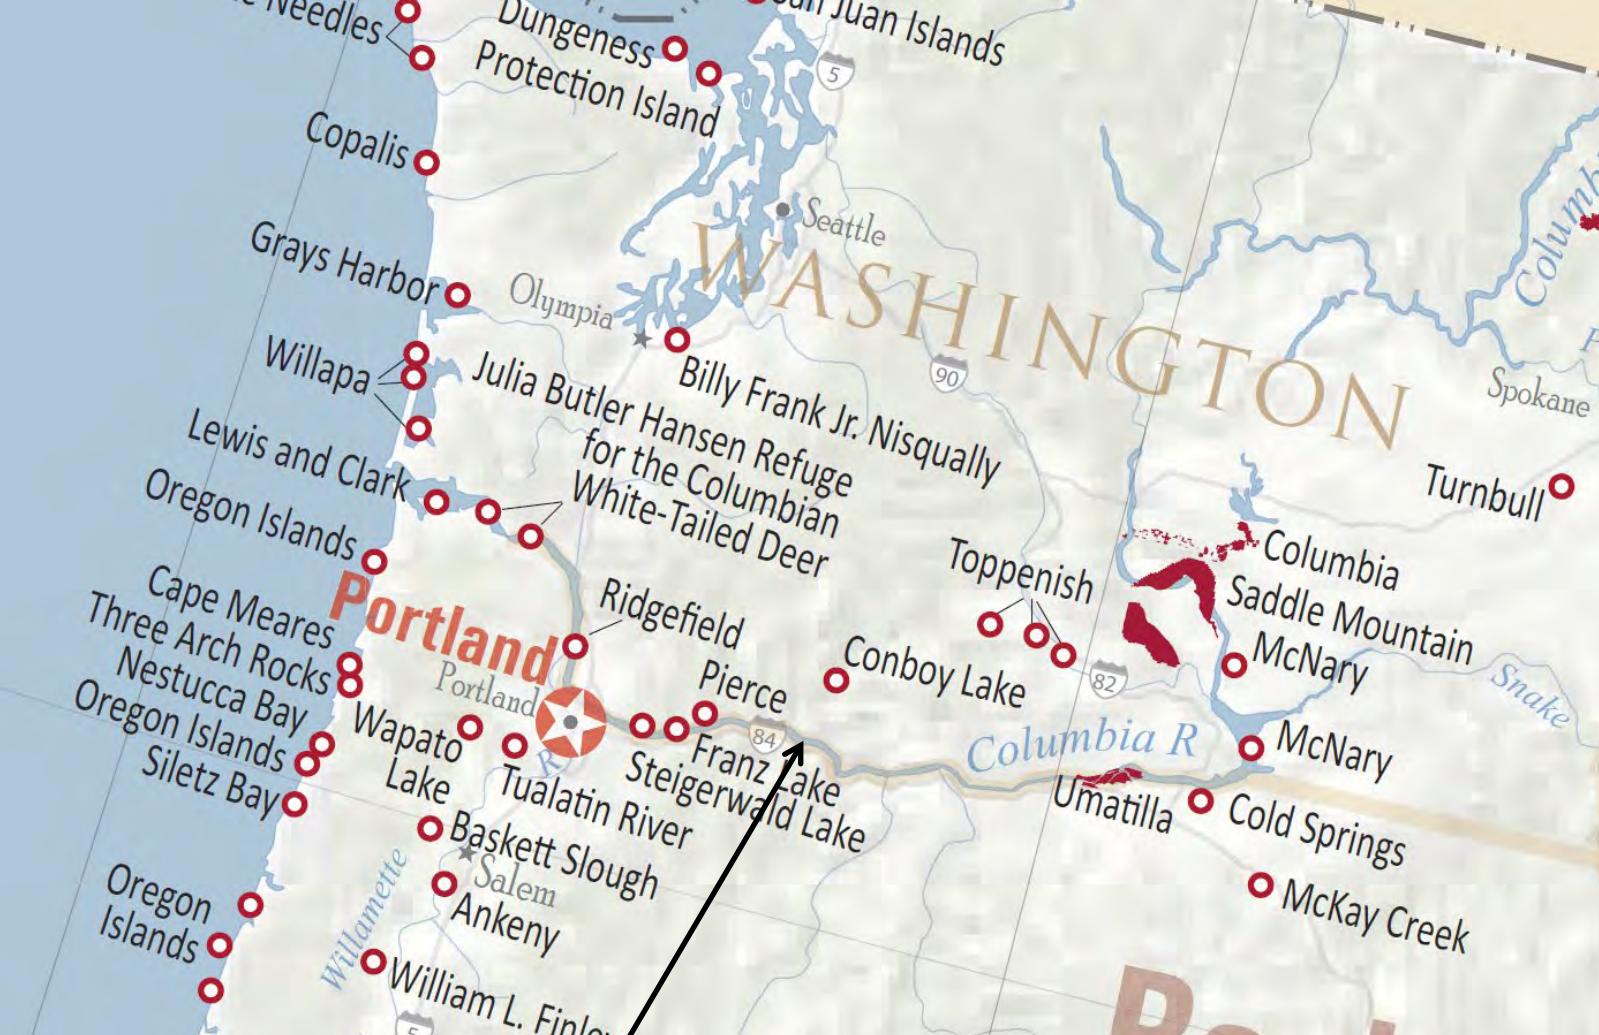 Needles
Dungeness
Protection Island
Juan Islands
5
Copalis
Seattle
Grays Harbor
Olympia
WASHINGTON
90
Willapa
Billy Frank Jr. Nisqually
Julia Butler Hansen Refuge
for the Columbian
White-Tailed Deer
Spokane
Turnbull
Lewis and Clark
Oregon Islands
Columbia
Saddle Mountain
Toppenish
McNary
Cape Meares
Three Arch Rocks
Nestucca Bay
Oregon Islands
Siletz Bay
Portland
Portland
Ridgefield
Pierce
Conboy Lake
82
Snake
84
Columbia R
McNary
Wapato
Lake
Franz Lake
Steigerwald Lake
R
Tualatin River
Umatilla
Cold Springs
Baskett Slough
Salem
Ankeny
McKay Creek
Oregon
Islands
Willamette
William L.
5